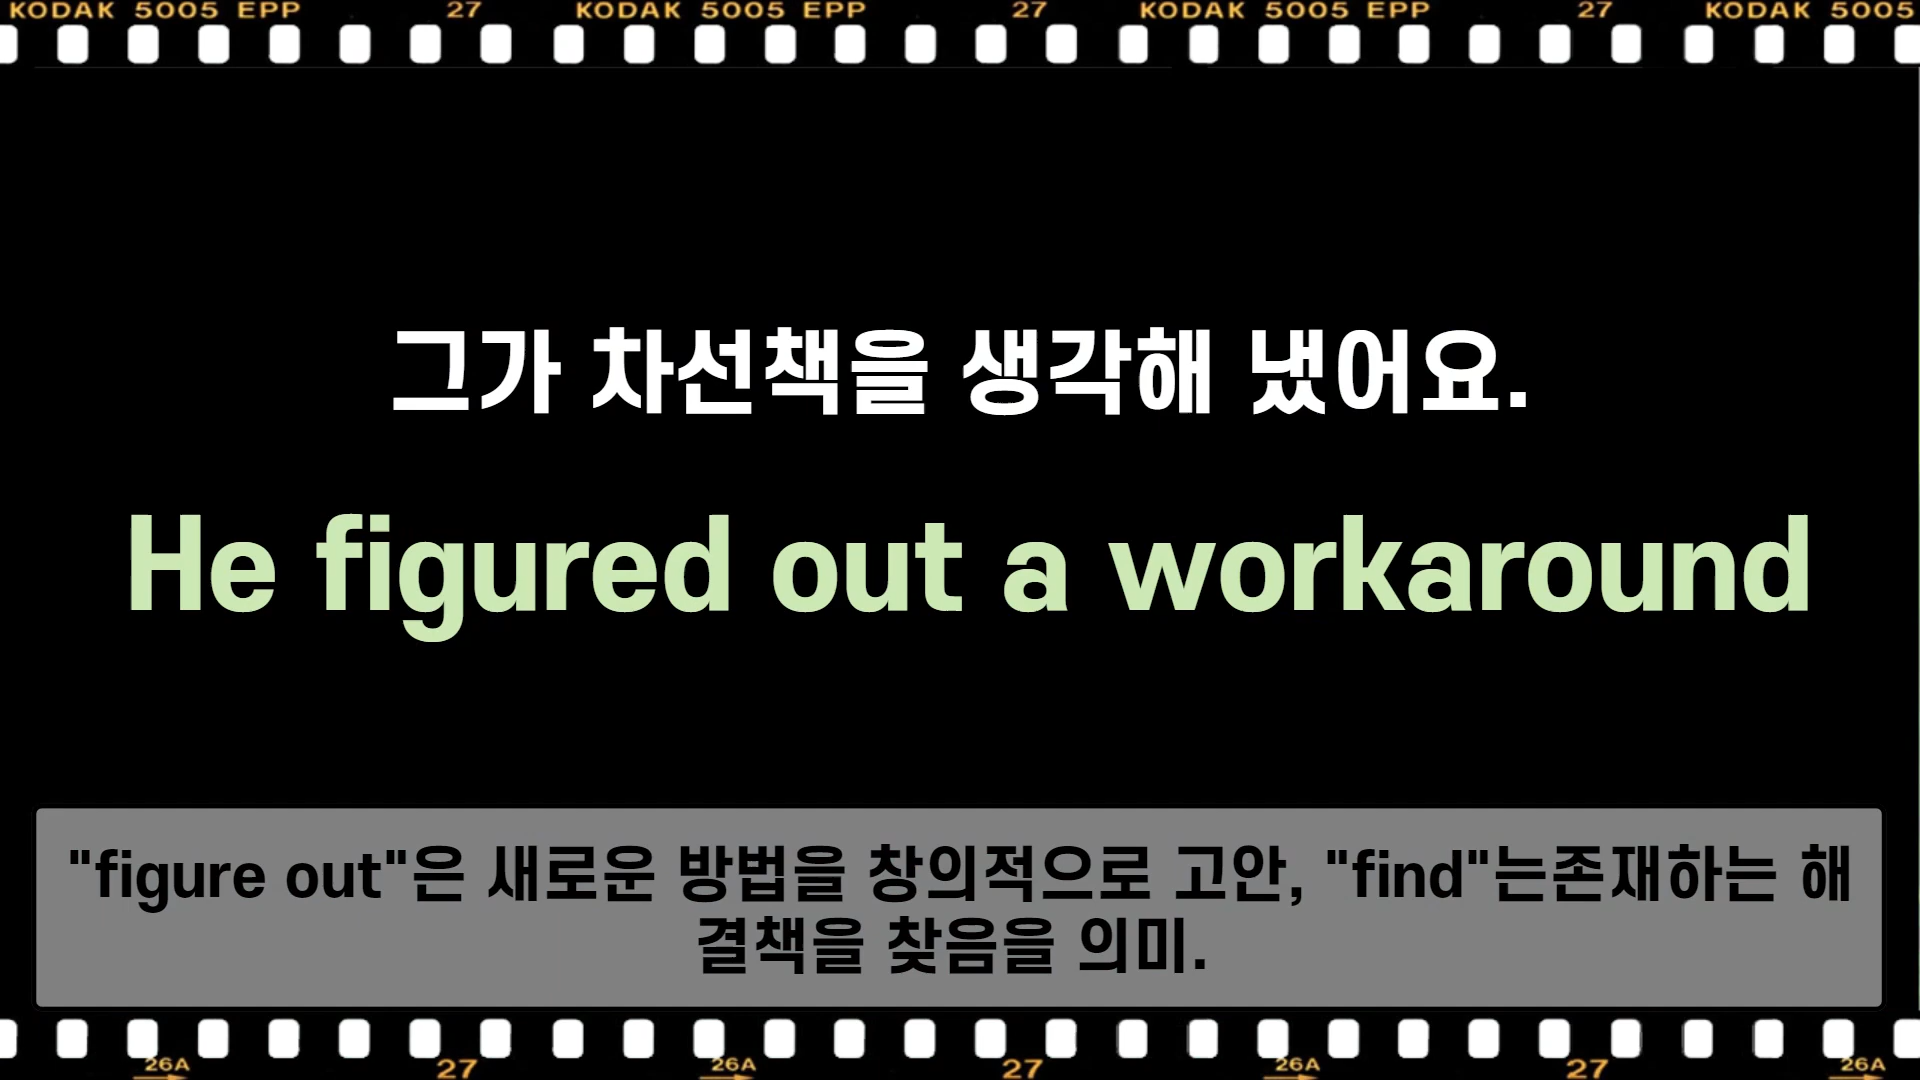 KODAK 5005 EPP 27 KODAK 5005 EPP 27 KODAK 5005 EPP 27 KODAK 5005
그가 차선책을 생각해 냈어요.
He figured out a workaround
"figure out"은 새로운 방법을 창의적으로 고안, "find"는존재하는 해
결책을 찾음을 의미.
26A 27 26A 27 26A 27 26A